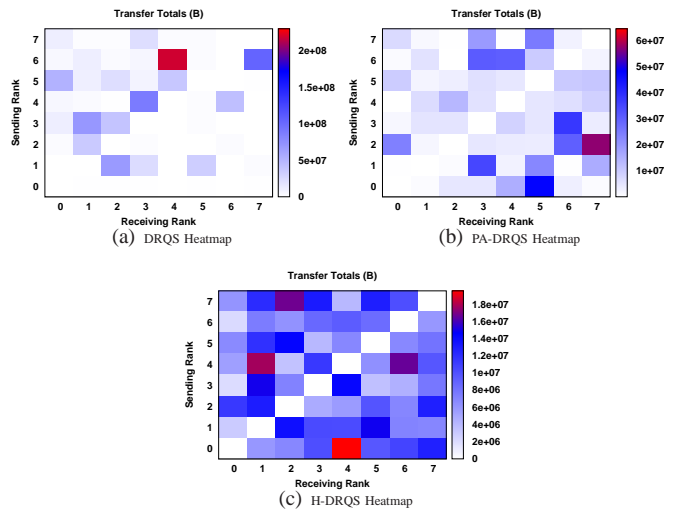 Transfer Totals (B)
Sending Rank
7
6
5
4
3
2
1
0
0 1 2 3 4 5 6 7
Receiving Rank
2e+08
1.5e+08
1e+08
5e+07
0
(a) DRQS Heatmap
Transfer Totals (B)
Sending Rank
7
6
5
4
3
2
1
0
0 1 2 3 4 5 6 7
Receiving Rank
6e+07
5e+07
4e+07
3e+07
2e+07
1e+07
(b) PA-DRQS Heatmap
Transfer Totals (B)
Sending Rank
7
6
5
4
3
2
1
0
0 1 2 3 4 5 6 7
Receiving Rank
1.8e+07
1.6e+07
1.4e+07
1.2e+07
1e+07
8e+06
6e+06
4e+06
2e+06
0
(c) H-DRQS Heatmap